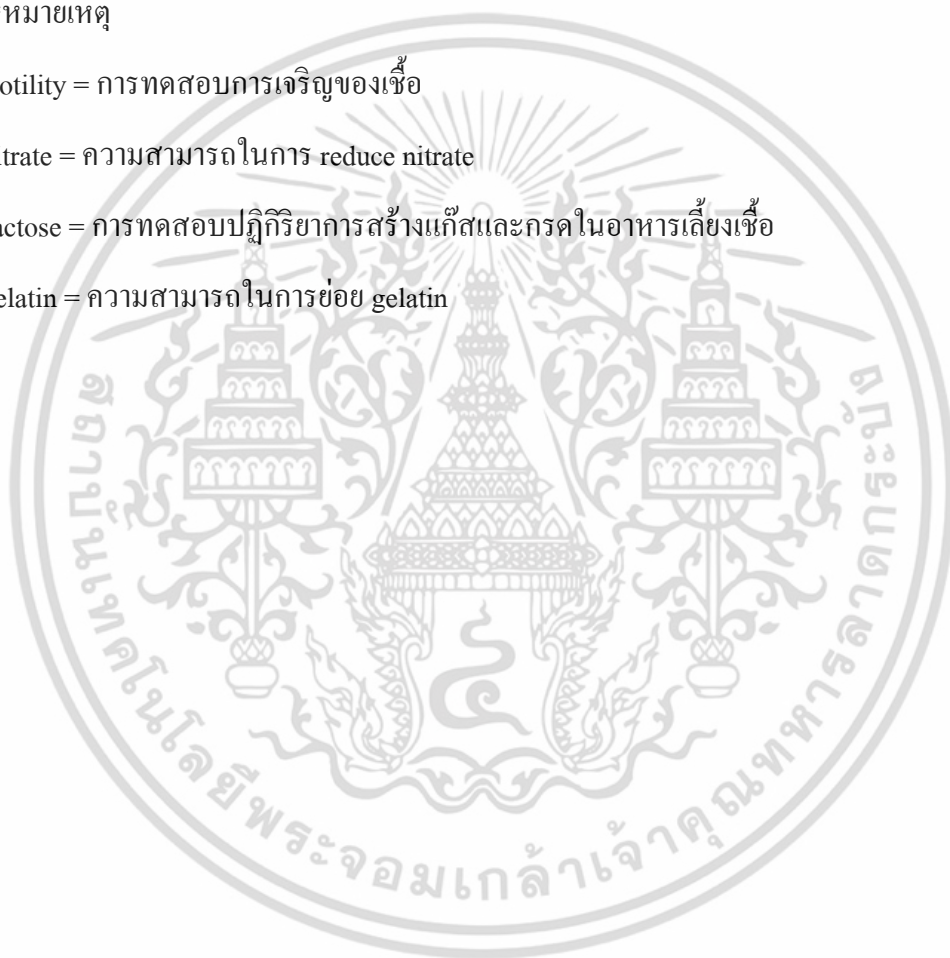 หมายเหตุ
otility = การทดสอบการเจริญของเชื้อ
itrate = ความสามารถในการ reduce nitrate
actose = การทดสอบปฏิกิริยาการสร้างแก๊สและกรดในอาหารเลี้ยงเชื้อ
elatin = ความสามารถในการย่อย gelatin
สถาบันเทคโนโลยีพระจอมเกล้าเจ้าคุณทหารลาดกระบัง